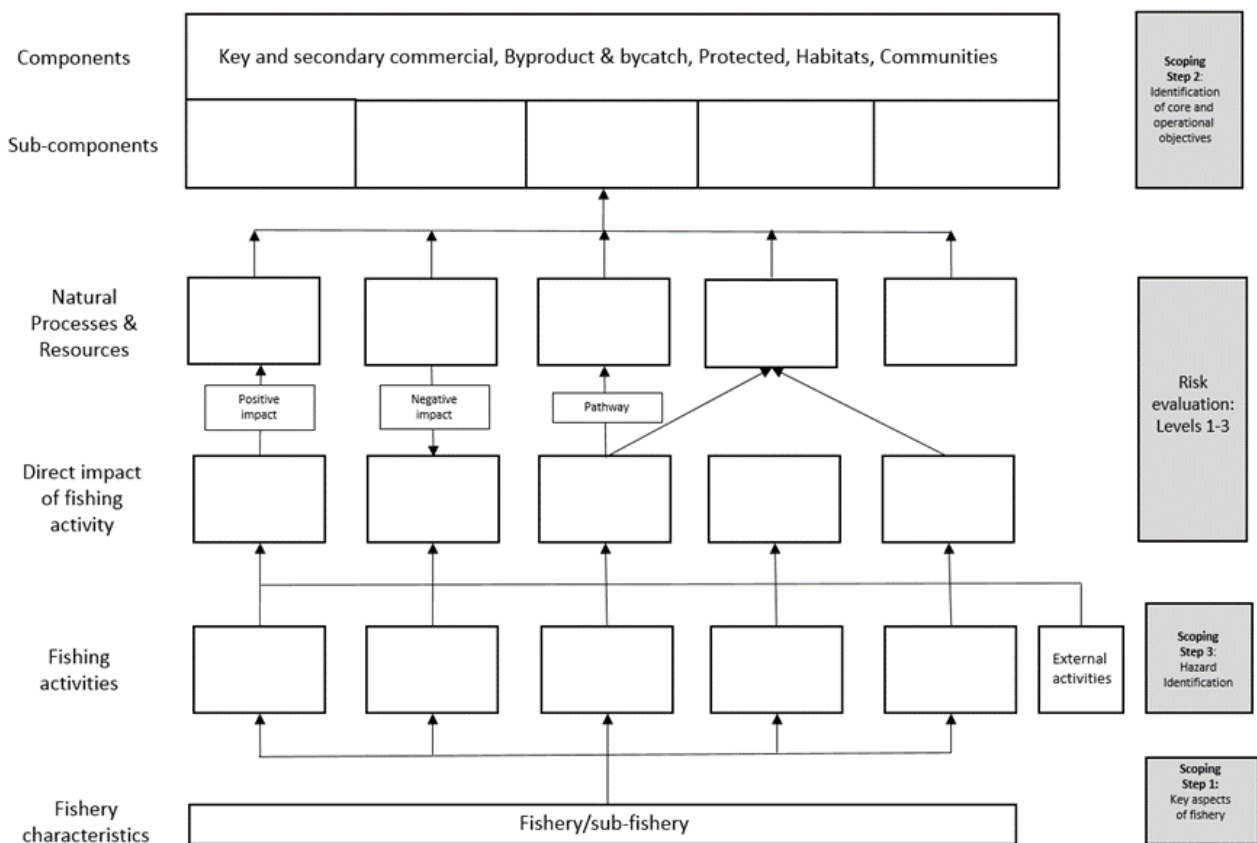 Components
Key and secondary commercial, Byproduct & bycatch, Protected, Habitats, Communities
Scoping
Step 2:
Identification
of core and
operational
objectives
Sub-components
Natural
Processes &
Resources
Positive
impact
Negative
impact
Pathway
Risk
evaluation:
Levels 1-3
Direct impact
of fishing
activity
Fishing
activities
External
activities
Scoping
Step 3:
Hazard
Identification
Fishery
characteristics
Fishery/sub-fishery
Scoping
Step 1:
Key aspects
of fishery